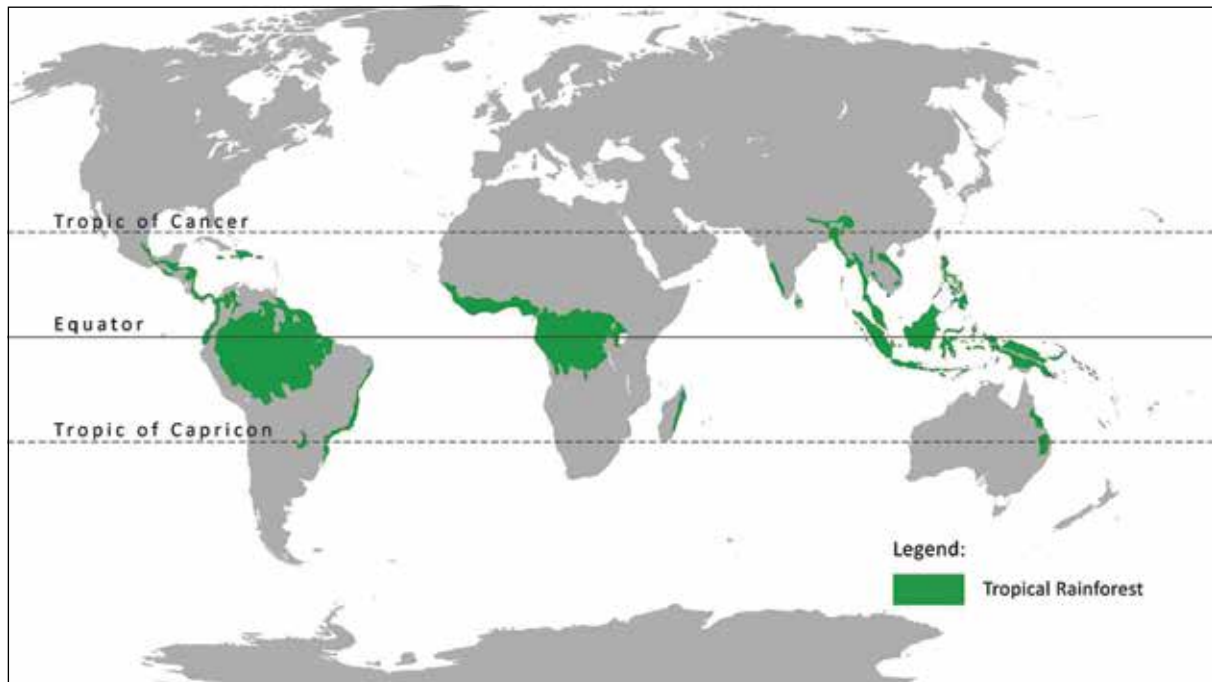 Tropic of Cancer
Equator
Tropic of Capricon
Legend:
Tropical Rainforest